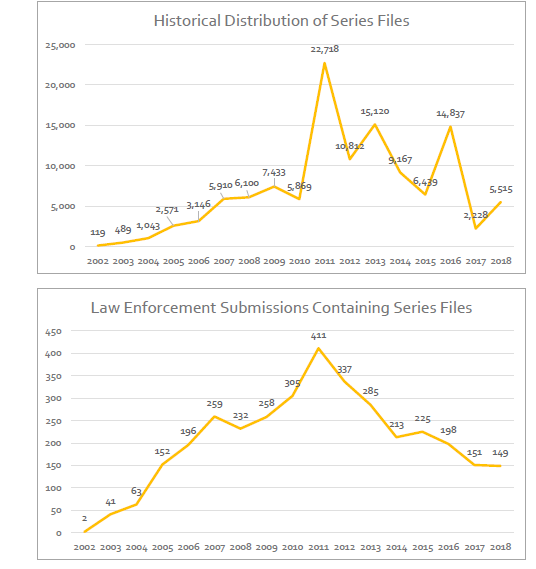 Historical Distribution of Series Files
25,000
20,000
15,000
10,000
5,000
0
119 489 1,043 2,571 3,146 5,910 6,100 7,433 5,869 22,718 10,812 15,120 9,167 6,439 14,837 2,228 5,515
2002 2003 2004 2005 2006 2007 2008 2009 2010 2011 2012 2013 2014 2015 2016 2017 2018
Law Enforcement Submissions Containing Series Files
450
400
350
300
250
200
150
100
50
0
2 41 63 152 196 259 232 258 305 411 337 285 213 225 198 151 149
2002 2003 2004 2005 2006 2007 2008 2009 2010 2011 2012 2013 2014 2015 2016 2017 2018